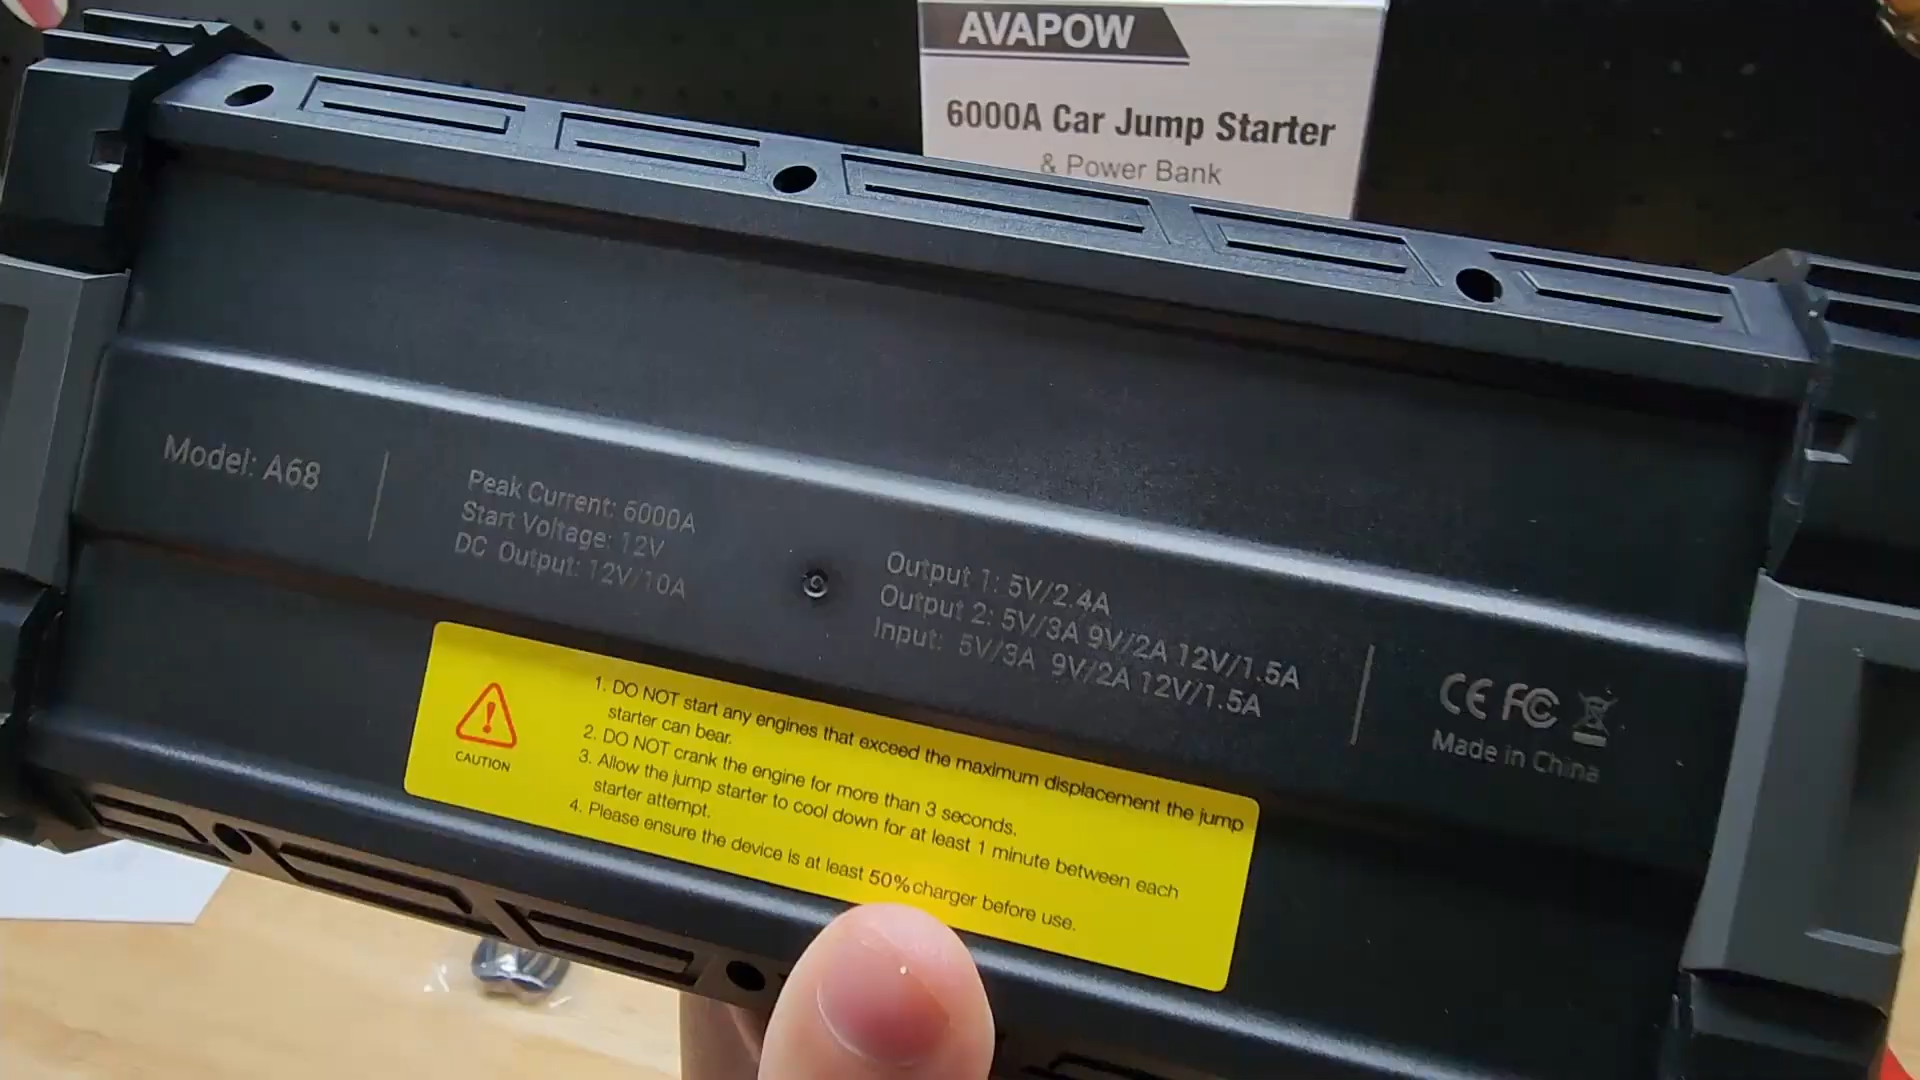 AVAPOW
6000A Car Jump Starter
& Power Bank
Model: A68
Peak Current: 6000A
Start Voltage: 12V
DC Output: 12V/10A
Output 1: 5V/2.4A
Output 2: 5V/3A 9V/2A 12V/1.5A
Input: 5V/3A 9V/2A 12V/1.5A
CE FC
Made in China
CAUTION
1. DO NOT start any engines that exceed the maximum displacement the jump
starter can bear.
2. DO NOT crank the engine for more than 3 seconds.
3. Allow the jump starter to cool down for at least 1 minute between each
starter attempt.
4. Please ensure the device is at least 50% charger before use.